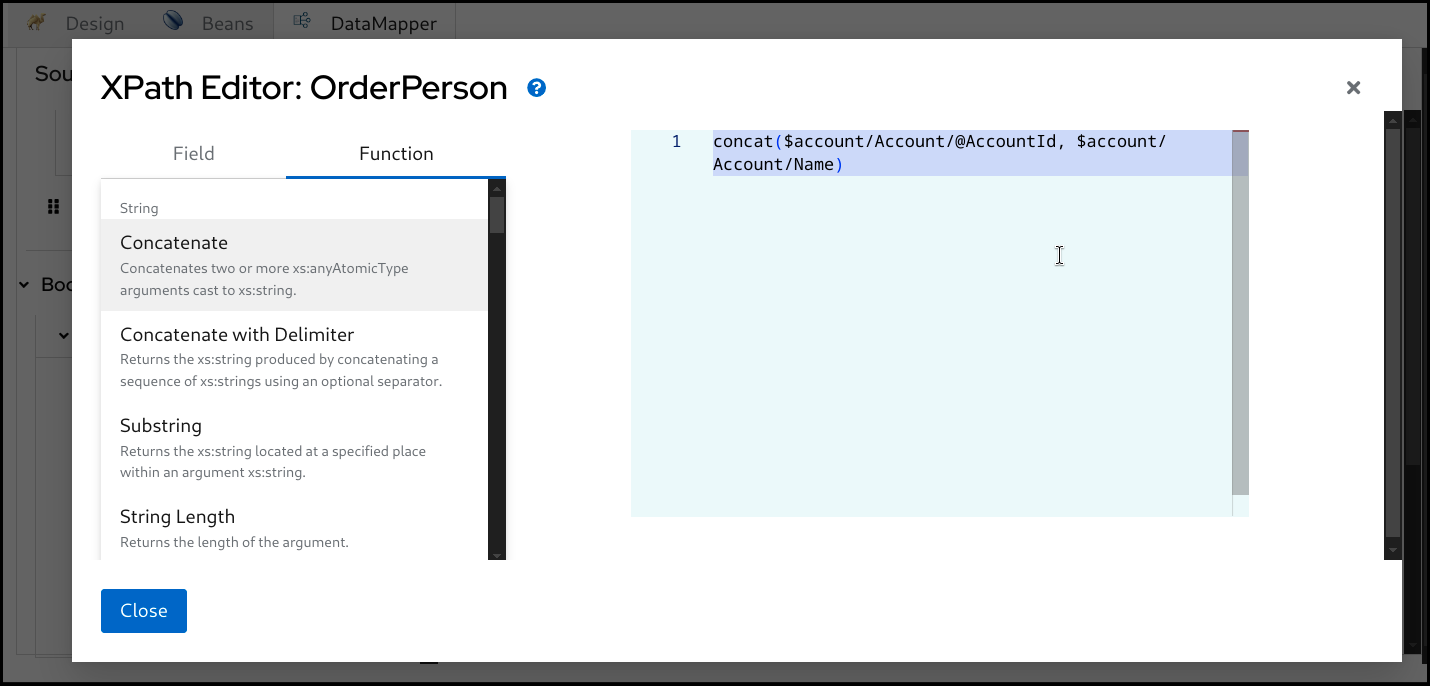 Design Beans DataMapper
Sou
XPath Editor: OrderPerson ?
Field Function
String
Concatenate
Concatenates two or more xs:anyAtomicType
arguments cast to xs:string.
Concatenate with Delimiter
Returns the xs:string produced by concatenating a
sequence of xs:strings using an optional separator.
Substring
Returns the xs:string located at a specified place
within an argument xs:string.
String Length
Returns the length of the argument.
1 concat($account/Account/@AccountId, $account/
Account/Name)
Boo
Close